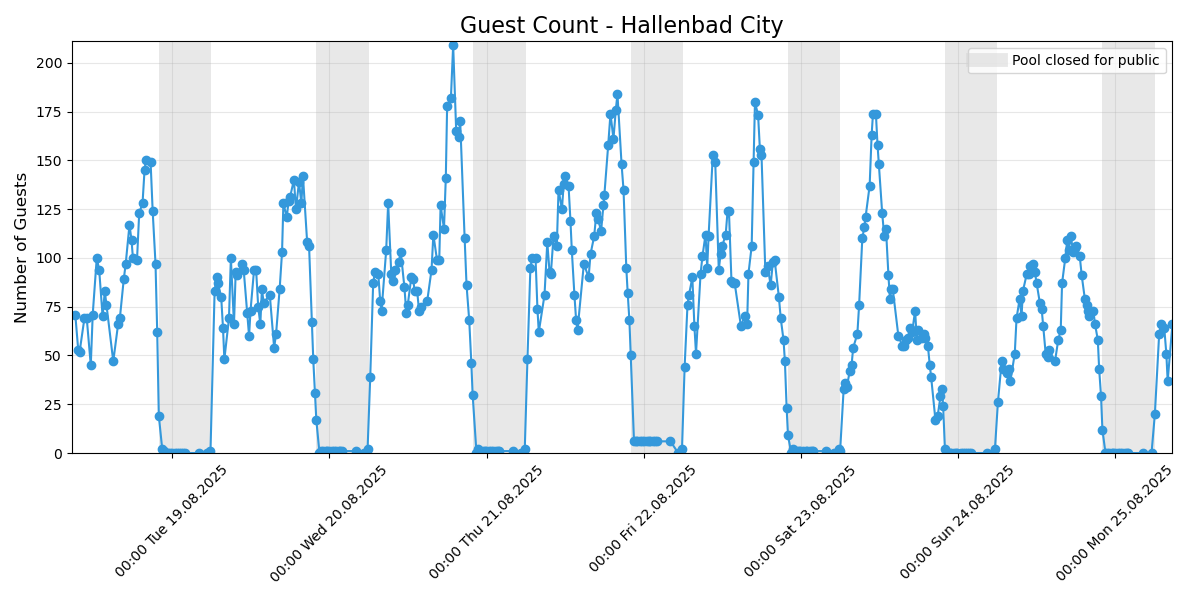 Guest Count - Hallenbad City
Pool closed for public
Number of Guests
200
175
150
125
100
75
50
25
0
00:00 Tue 19.08.2025
00:00 Wed 20.08.2025
00:00 Thu 21.08.2025
00:00 Fri 22.08.2025
00:00 Sat 23.08.2025
00:00 Sun 24.08.2025
00:00 Mon 25.08.2025